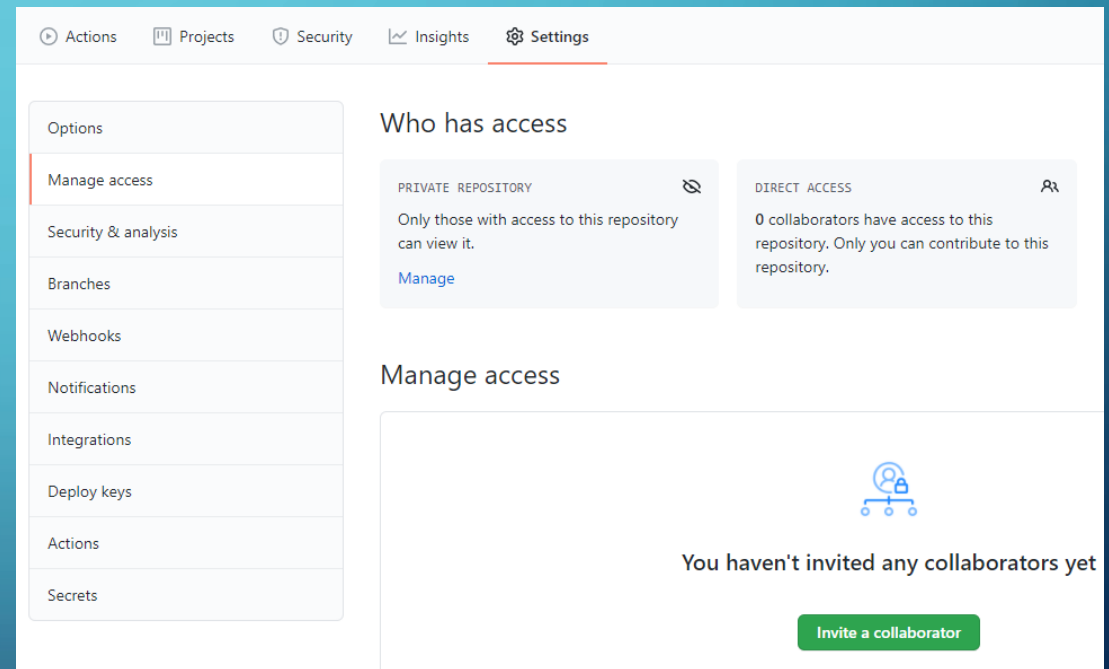 Actions Projects Security Insights Settings
Options
Manage access
Security & analysis
Branches
Webhooks
Notifications
Integrations
Deploy keys
Actions
Secrets
Who has access
PRIVATE REPOSITORY
Only those with access to this repository
can view it.
Manage
DIRECT ACCESS
0 collaborators have access to this
repository. Only you can contribute to this
repository.
Manage access
You haven't invited any collaborators yet
Invite a collaborator